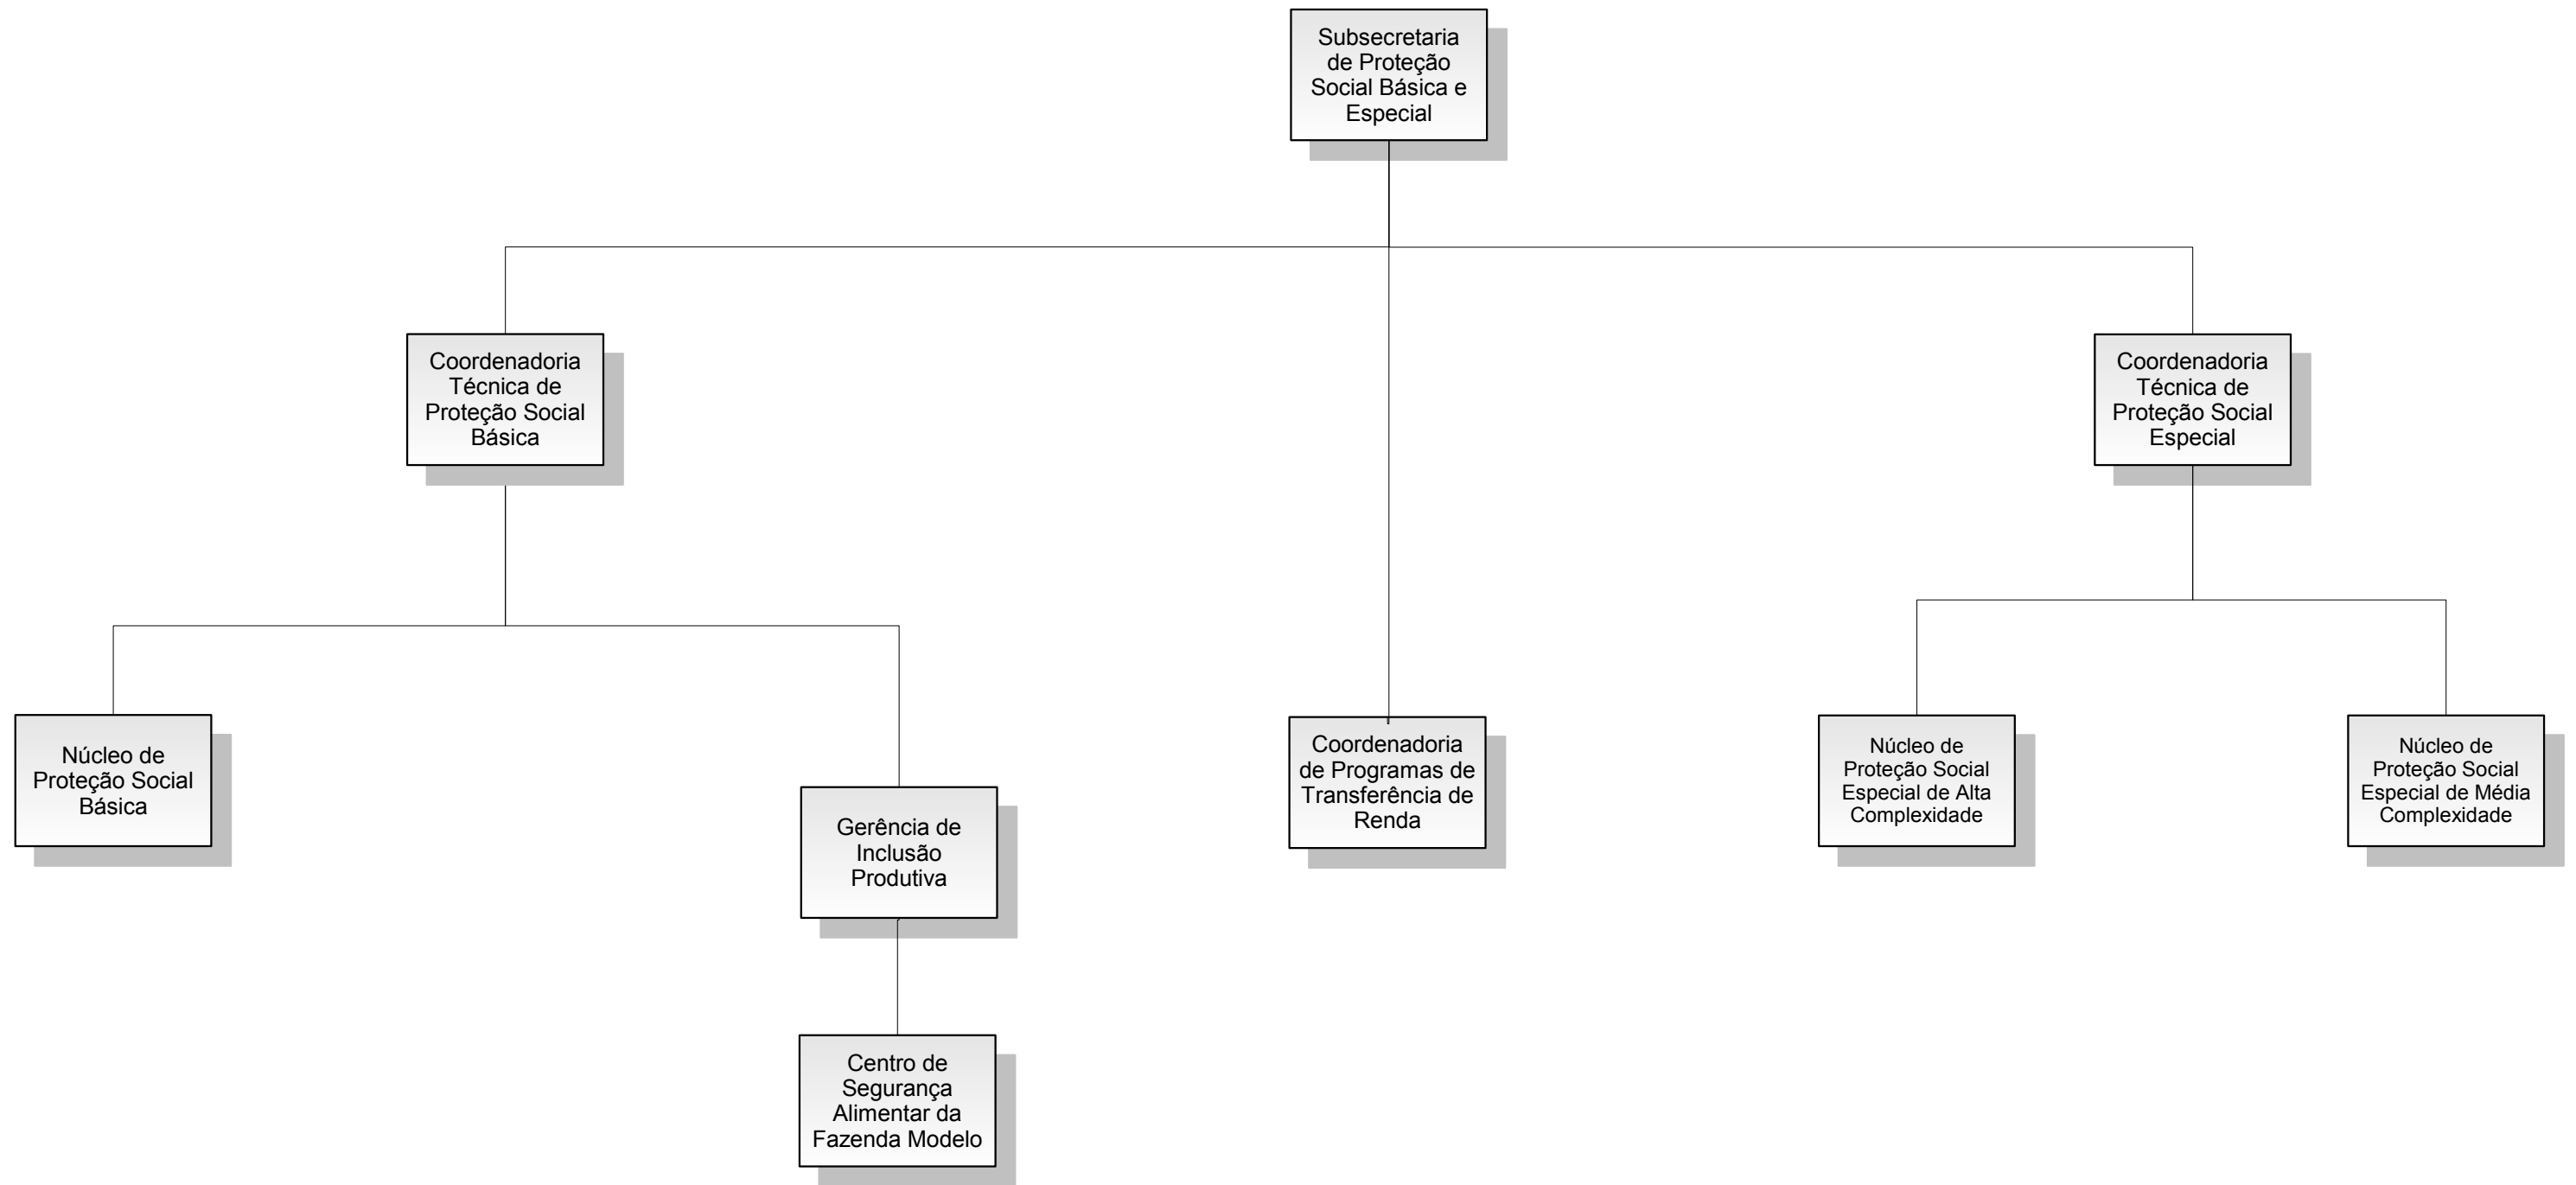 Subsecretaria
de Proteção
Social Básica e
Especial
Coordenadoria
Técnica de
Proteção Social
Básica
Coordenadoria
Técnica de
Proteção Social
Especial
Núcleo de
Proteção Social
Básica
Gerência de
Inclusão
Produtiva
Coordenadoria
de Programas de
Transferência de
Renda
Núcleo de
Proteção Social
Especial de Alta
Complexidade
Núcleo de
Proteção Social
Especial de Média
Complexidade
Centro de
Segurança
Alimentar da
Fazenda Modelo